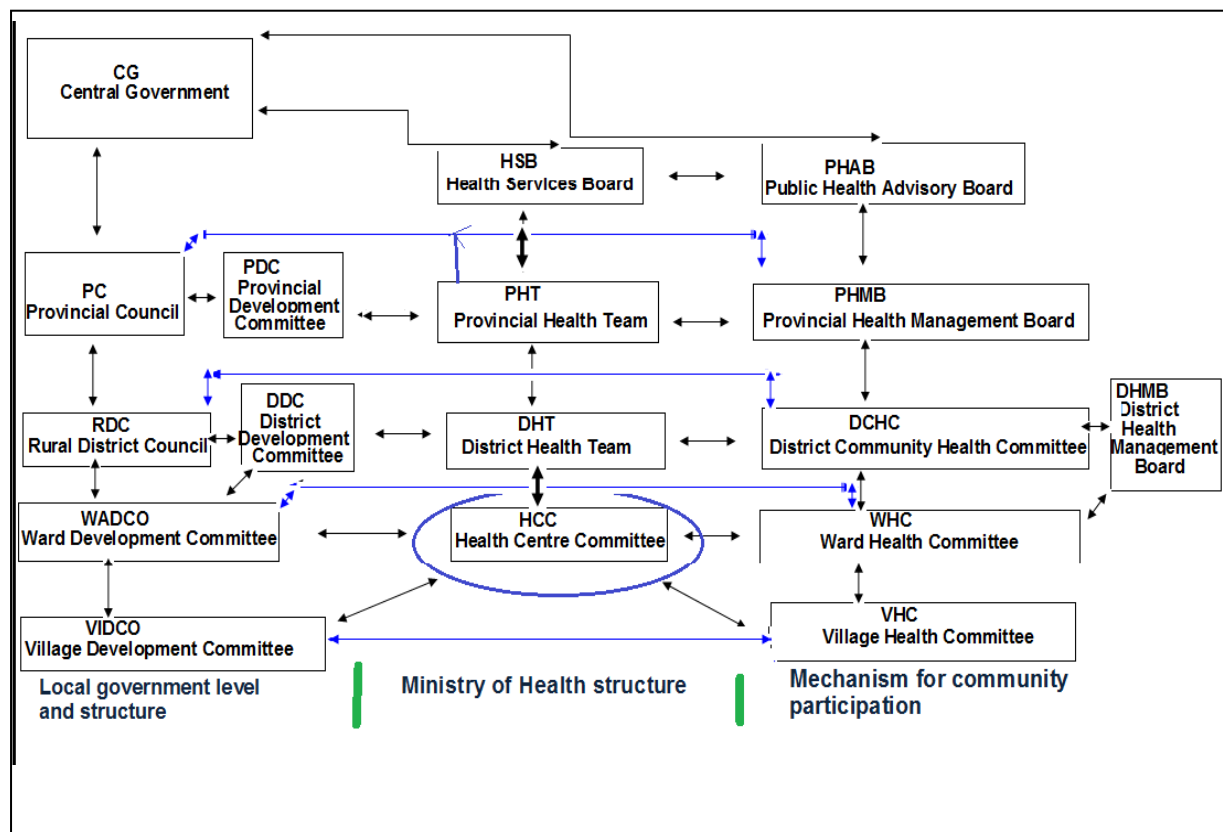 CG
Central Government
HSB
Health Services Board
PHAB
Public Health Advisory Board
PC
Provincial Council
PDC
Provincial
Development
Committee
PHT
Provincial Health Team
PHMB
Provincial Health Management Board
RDC
Rural District Council
DDC
District
Development
Committee
DHT
District Health Team
DCHC
District Community Health Committee
DHMB
District
Health
Management
Board
WADCO
Ward Development Committee
HCC
Health Centre Committee
WHC
Ward Health Committee
VIDCO
Village Development Committee
VHC
Village Health Committee
Local government level
and structure
Ministry of Health structure
Mechanism for community
participation